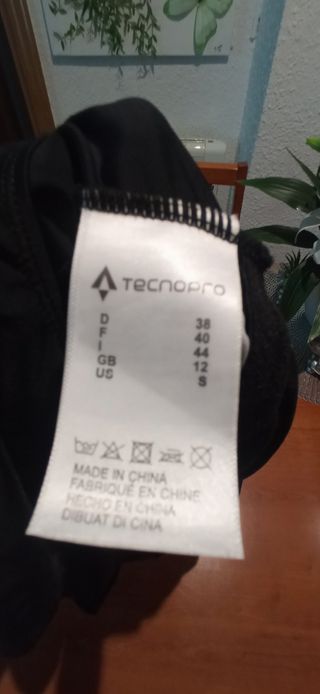 TECNOPRO
D 38
F 40
I 44
GB 12
US S
MADE IN CHINA
FABRIQUÉ EN CHINE
HECHO EN CHINA
DIBUAT DI CINA